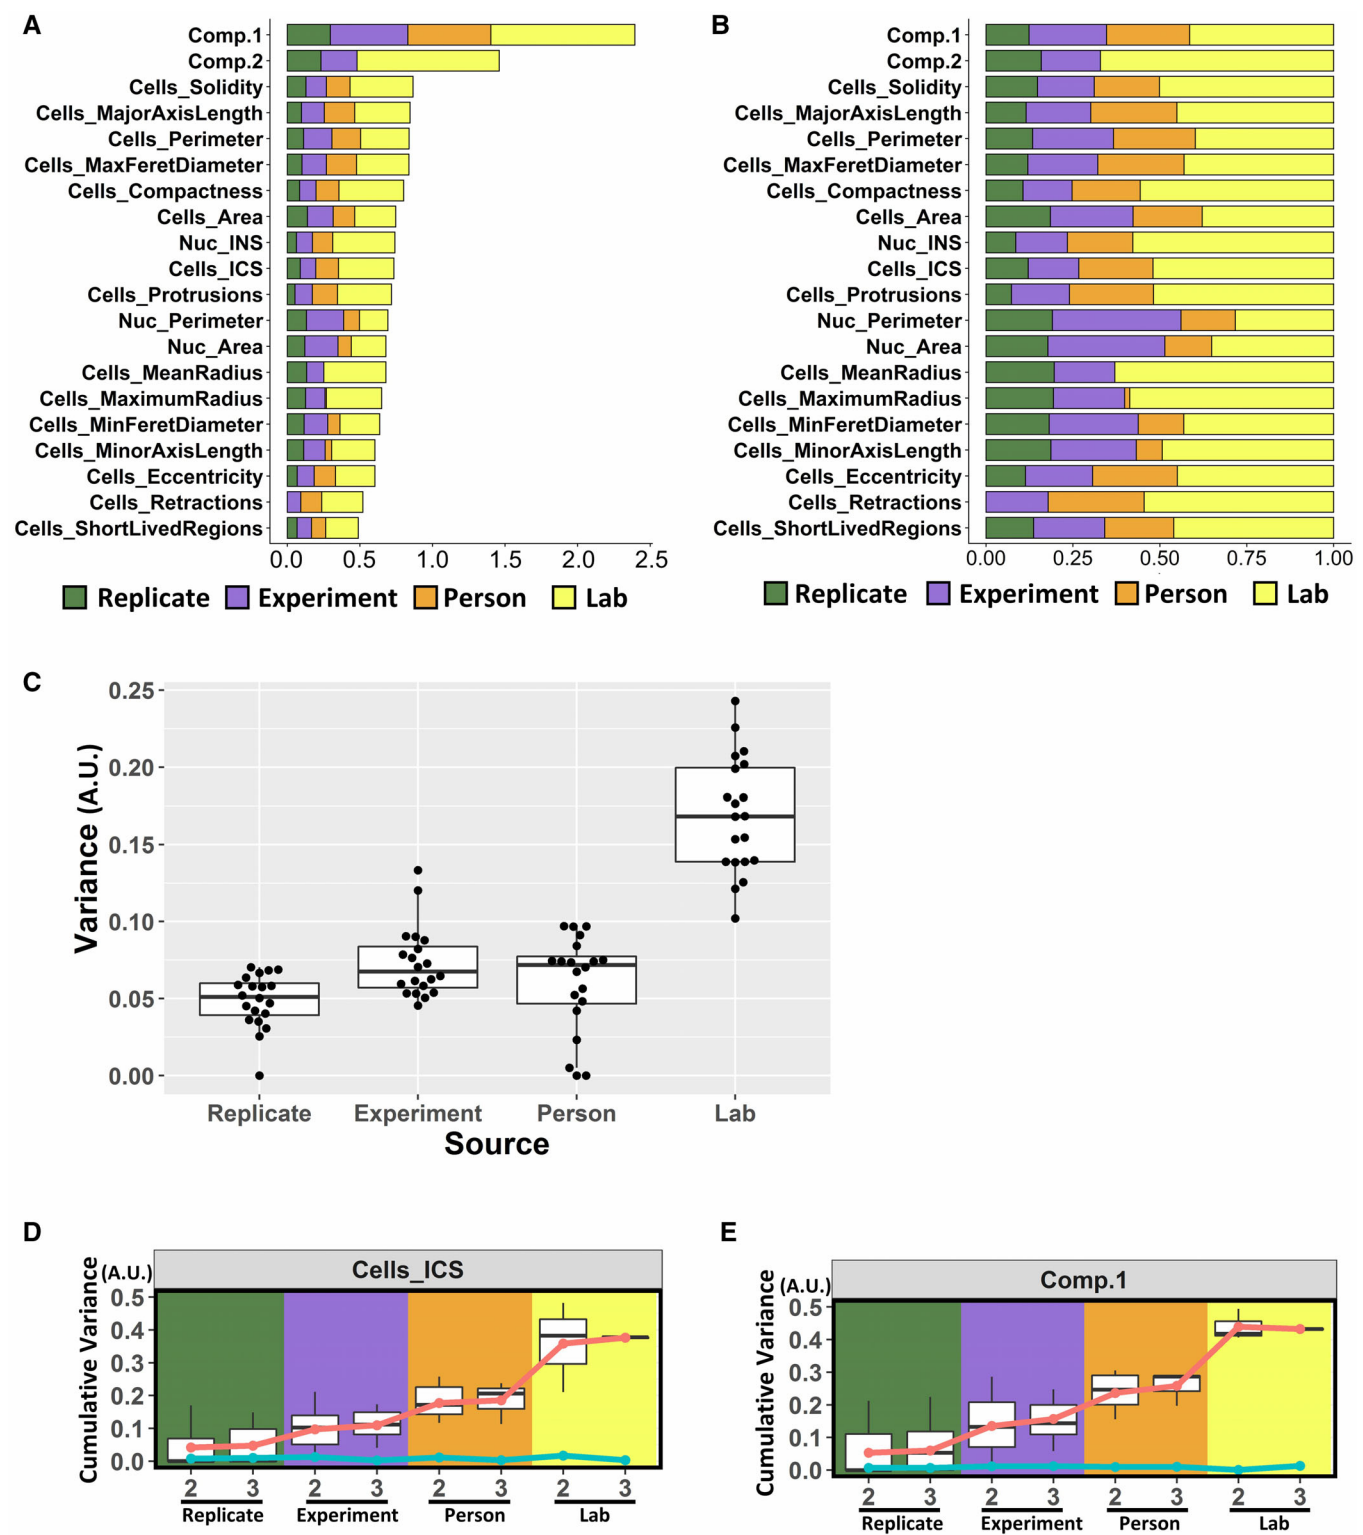 A
Comp.1
Comp.2
Cells_Solidity
Cells_MajorAxisLength
Cells_Perimeter
Cells_MaxFeretDiameter
Cells_Compactness
Cells_Area
Nuc_INS
Cells_ICS
Cells_Protrusions
Nuc_Perimeter
Nuc_Area
Cells_MeanRadius
Cells_MaximumRadius
Cells_MinFeretDiameter
Cells_MinorAxisLength
Cells_Eccentricity
Cells_Retractions
Cells_ShortLivedRegions
0.0 0.5 1.0 1.5 2.0 2.5
Replicate Experiment Person Lab
B
Comp.1
Comp.2
Cells_Solidity
Cells_MajorAxisLength
Cells_Perimeter
Cells_MaxFeretDiameter
Cells_Compactness
Cells_Area
Nuc_INS
Cells_ICS
Cells_Protrusions
Nuc_Perimeter
Nuc_Area
Cells_MeanRadius
Cells_MaximumRadius
Cells_MinFeretDiameter
Cells_MinorAxisLength
Cells_Eccentricity
Cells_Retractions
Cells_ShortLivedRegions
0.00 0.25 0.50 0.75 1.00
Replicate Experiment Person Lab
C
Variance (A.U.)
0.25
0.20
0.15
0.10
0.05
0.00
Replicate Experiment Person Lab
Source
D
Cells_ICS
(A.U.)
Cumulative Variance
0.5
0.4
0.3
0.2
0.1
0.0
2 3 2 3 2 3 2 3
Replicate Experiment Person Lab
E
Comp.1
(A.U.)
Cumulative Variance
0.5
0.4
0.3
0.2
0.1
0.0
2 3 2 3 2 3 2 3
Replicate Experiment Person Lab